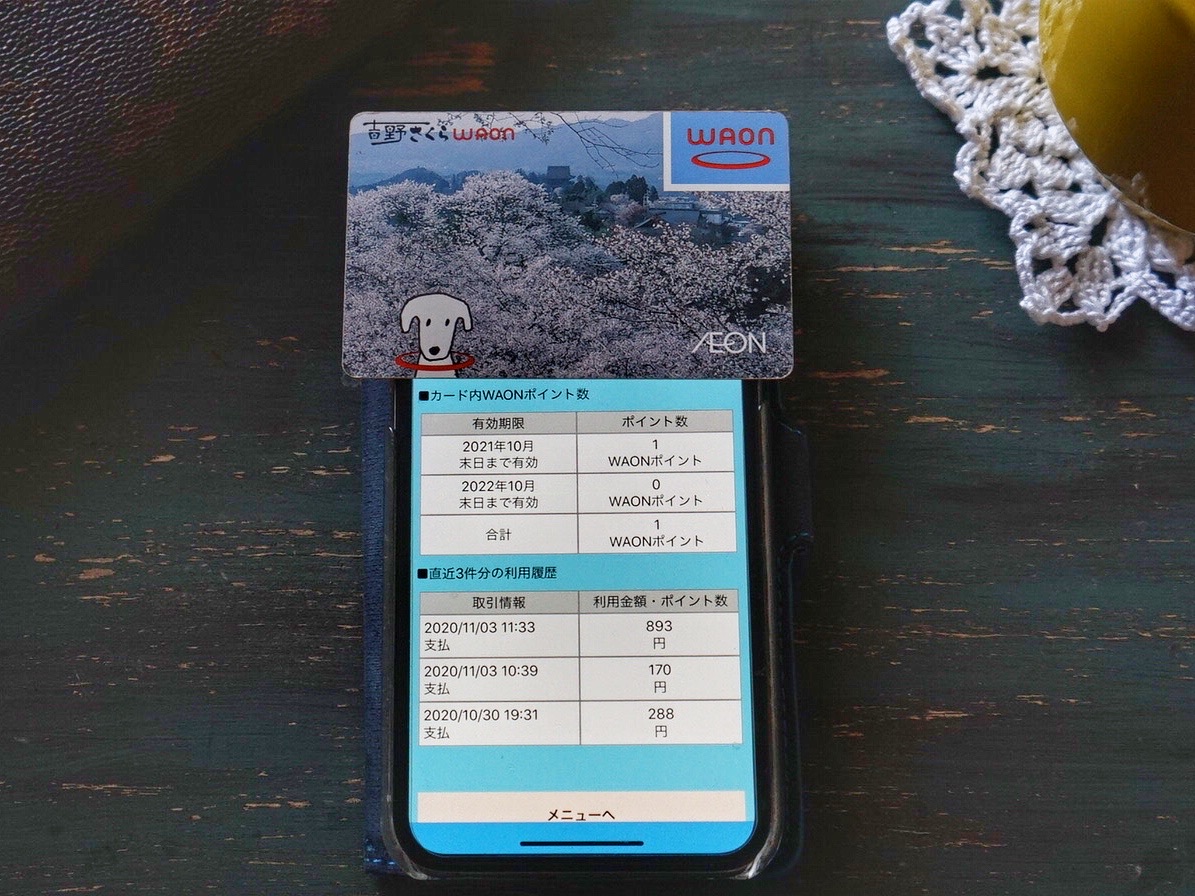 吉野さくらWAON
WAON
ÆON
■カード内WAONポイント数
有効期限 ポイント数
2021年10月 1
末日まで有効 WAONポイント
2022年10月 0
末日まで有効 WAONポイント
合計 1
WAONポイント
■直近3件分の利用履歴
取引情報 利用金額・ポイント数
2020/11/03 11:33 893
支払 円
2020/11/03 10:39 170
支払 円
2020/10/30 19:31 288
支払 円
メニューへ